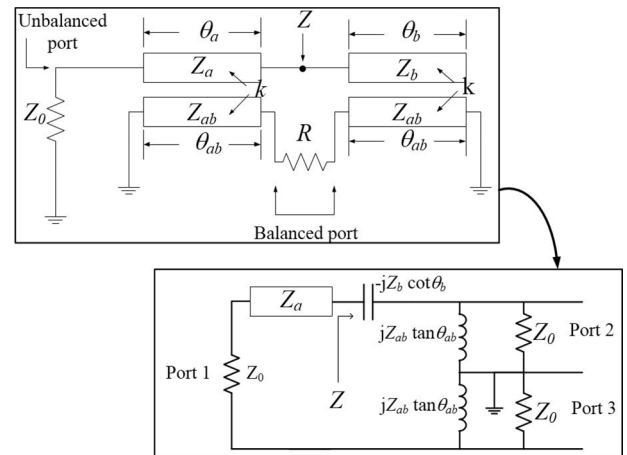 Unbalanced
port
θa
Z
θb
Za
Zb
k
k
Z0
Zab
Zab
R
θab
θab
Balanced port
-jZb cotθb
Za
jZab tanθab
Z0
Port 2
Port 1
Z0
Z
jZab tanθab
Z0
Port 3